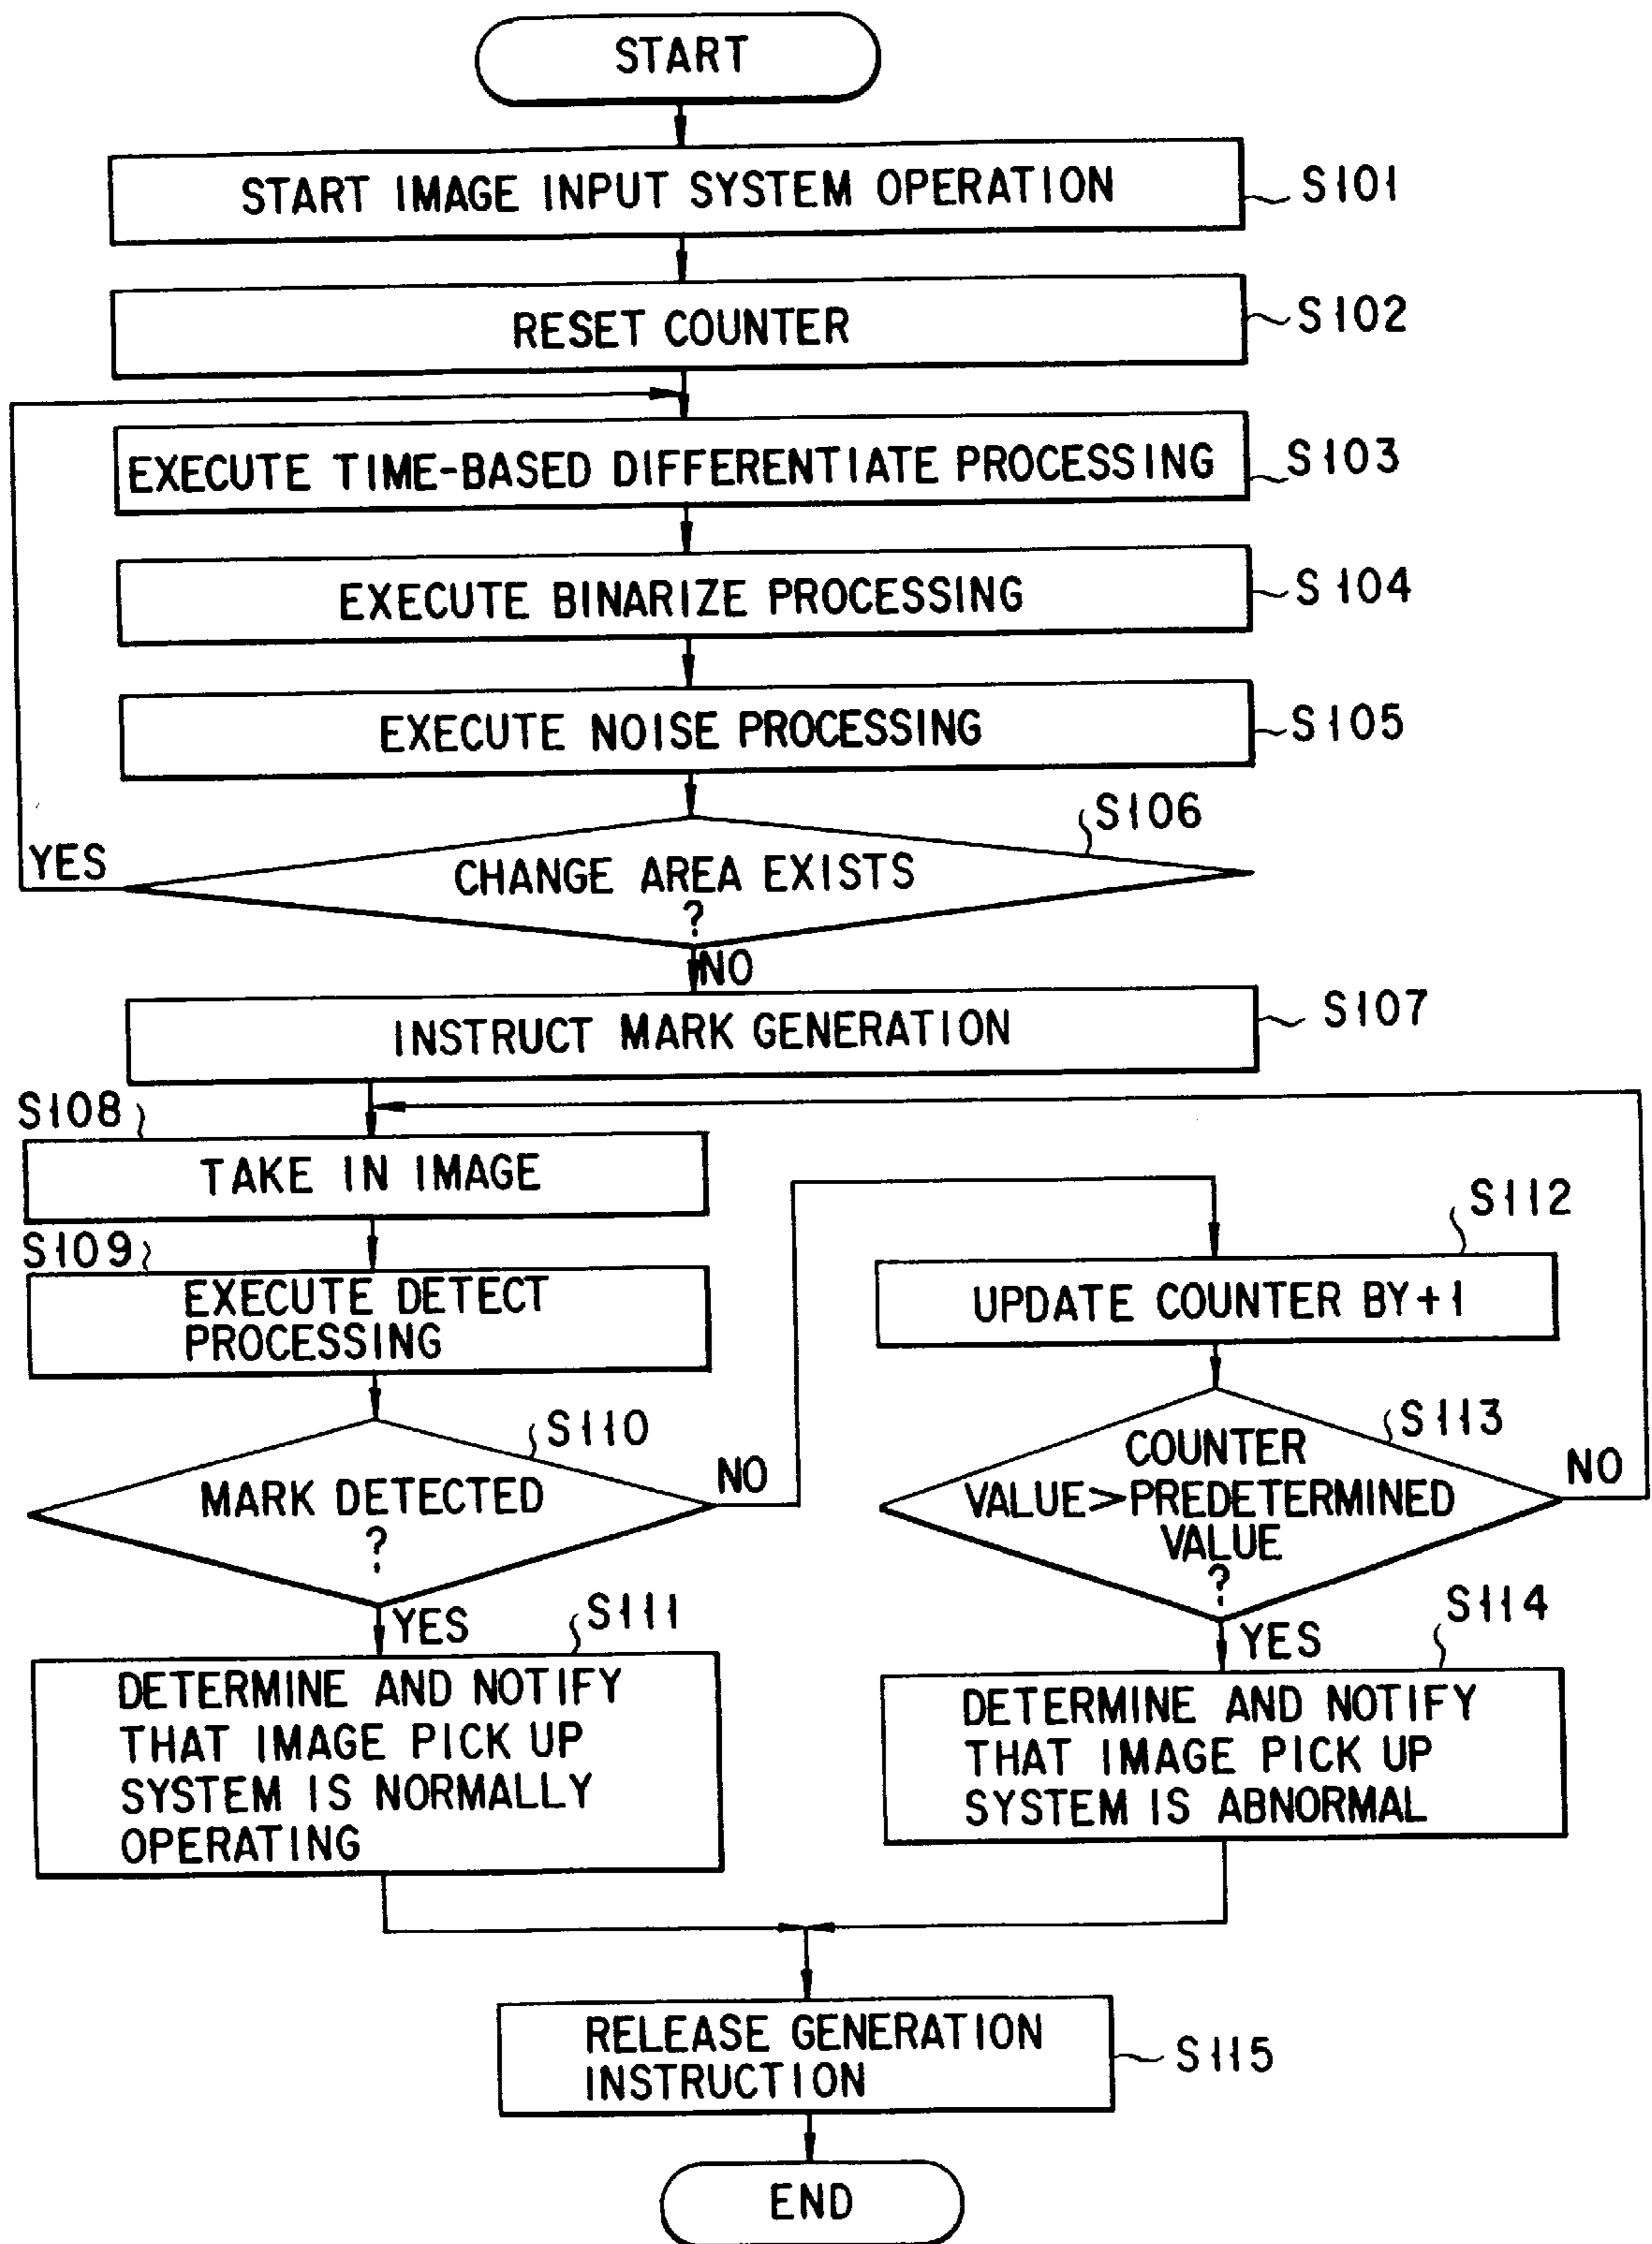 START
START IMAGE INPUT SYSTEM OPERATION
S101
RESET COUNTER
S102
EXECUTE TIME-BASED DIFFERENTIATE PROCESSING
S103
EXECUTE BINARIZE PROCESSING
S104
EXECUTE NOISE PROCESSING
S105
S106
YES
CHANGE AREA EXISTS
?
NO
INSTRUCT MARK GENERATION
S107
S108
TAKE IN IMAGE
S109
EXECUTE DETECT
PROCESSING
S110
MARK DETECTED
?
NO
YES
S111
DETERMINE AND NOTIFY
THAT IMAGE PICK UP
SYSTEM IS NORMALLY
OPERATING
S112
UPDATE COUNTER BY+1
S113
COUNTER
VALUE>PREDETERMINED
VALUE
?
NO
YES
S114
DETERMINE AND NOTIFY
THAT IMAGE PICK UP
SYSTEM IS ABNORMAL
RELEASE GENERATION
INSTRUCTION
S115
END